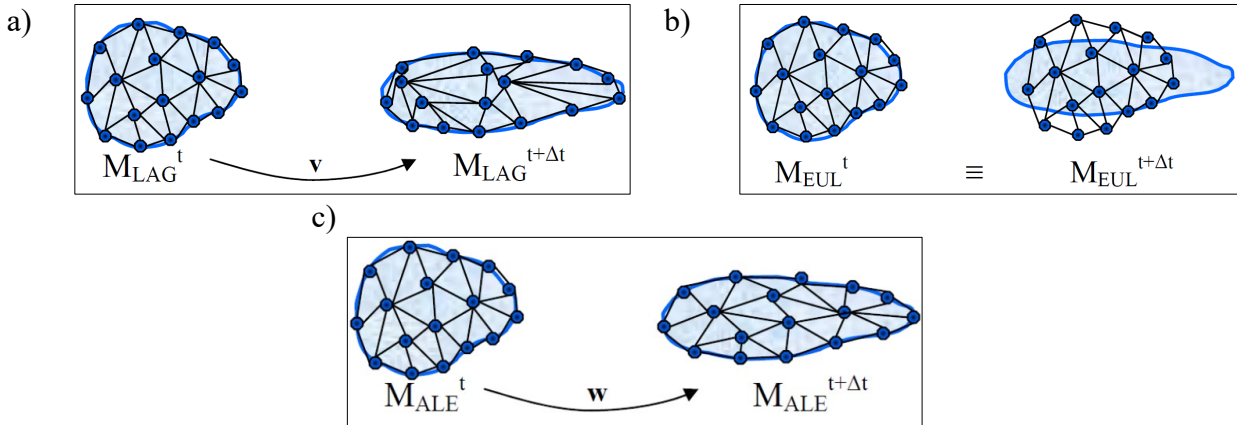 a)
M_LAG^t
v
M_LAG^t+Δt
b)
M_EUL^t
≡
M_EUL^t+Δt
c)
M_ALE^t
w
M_ALE^t+Δt